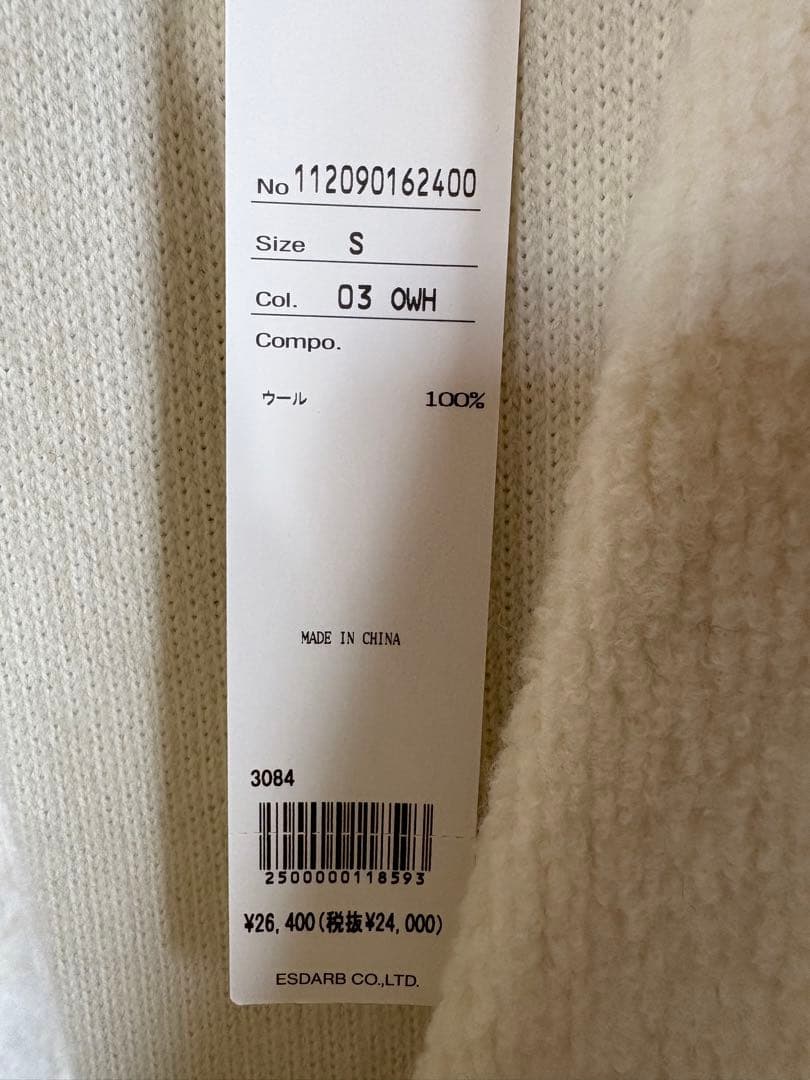 No 112090162400
Size S
Col. 03 OWH
Compo.
ウール 100%
MADE IN CHINA
3084
2500000118593
¥26,400(税抜¥24,000)
ESDARB CO.,LTD.